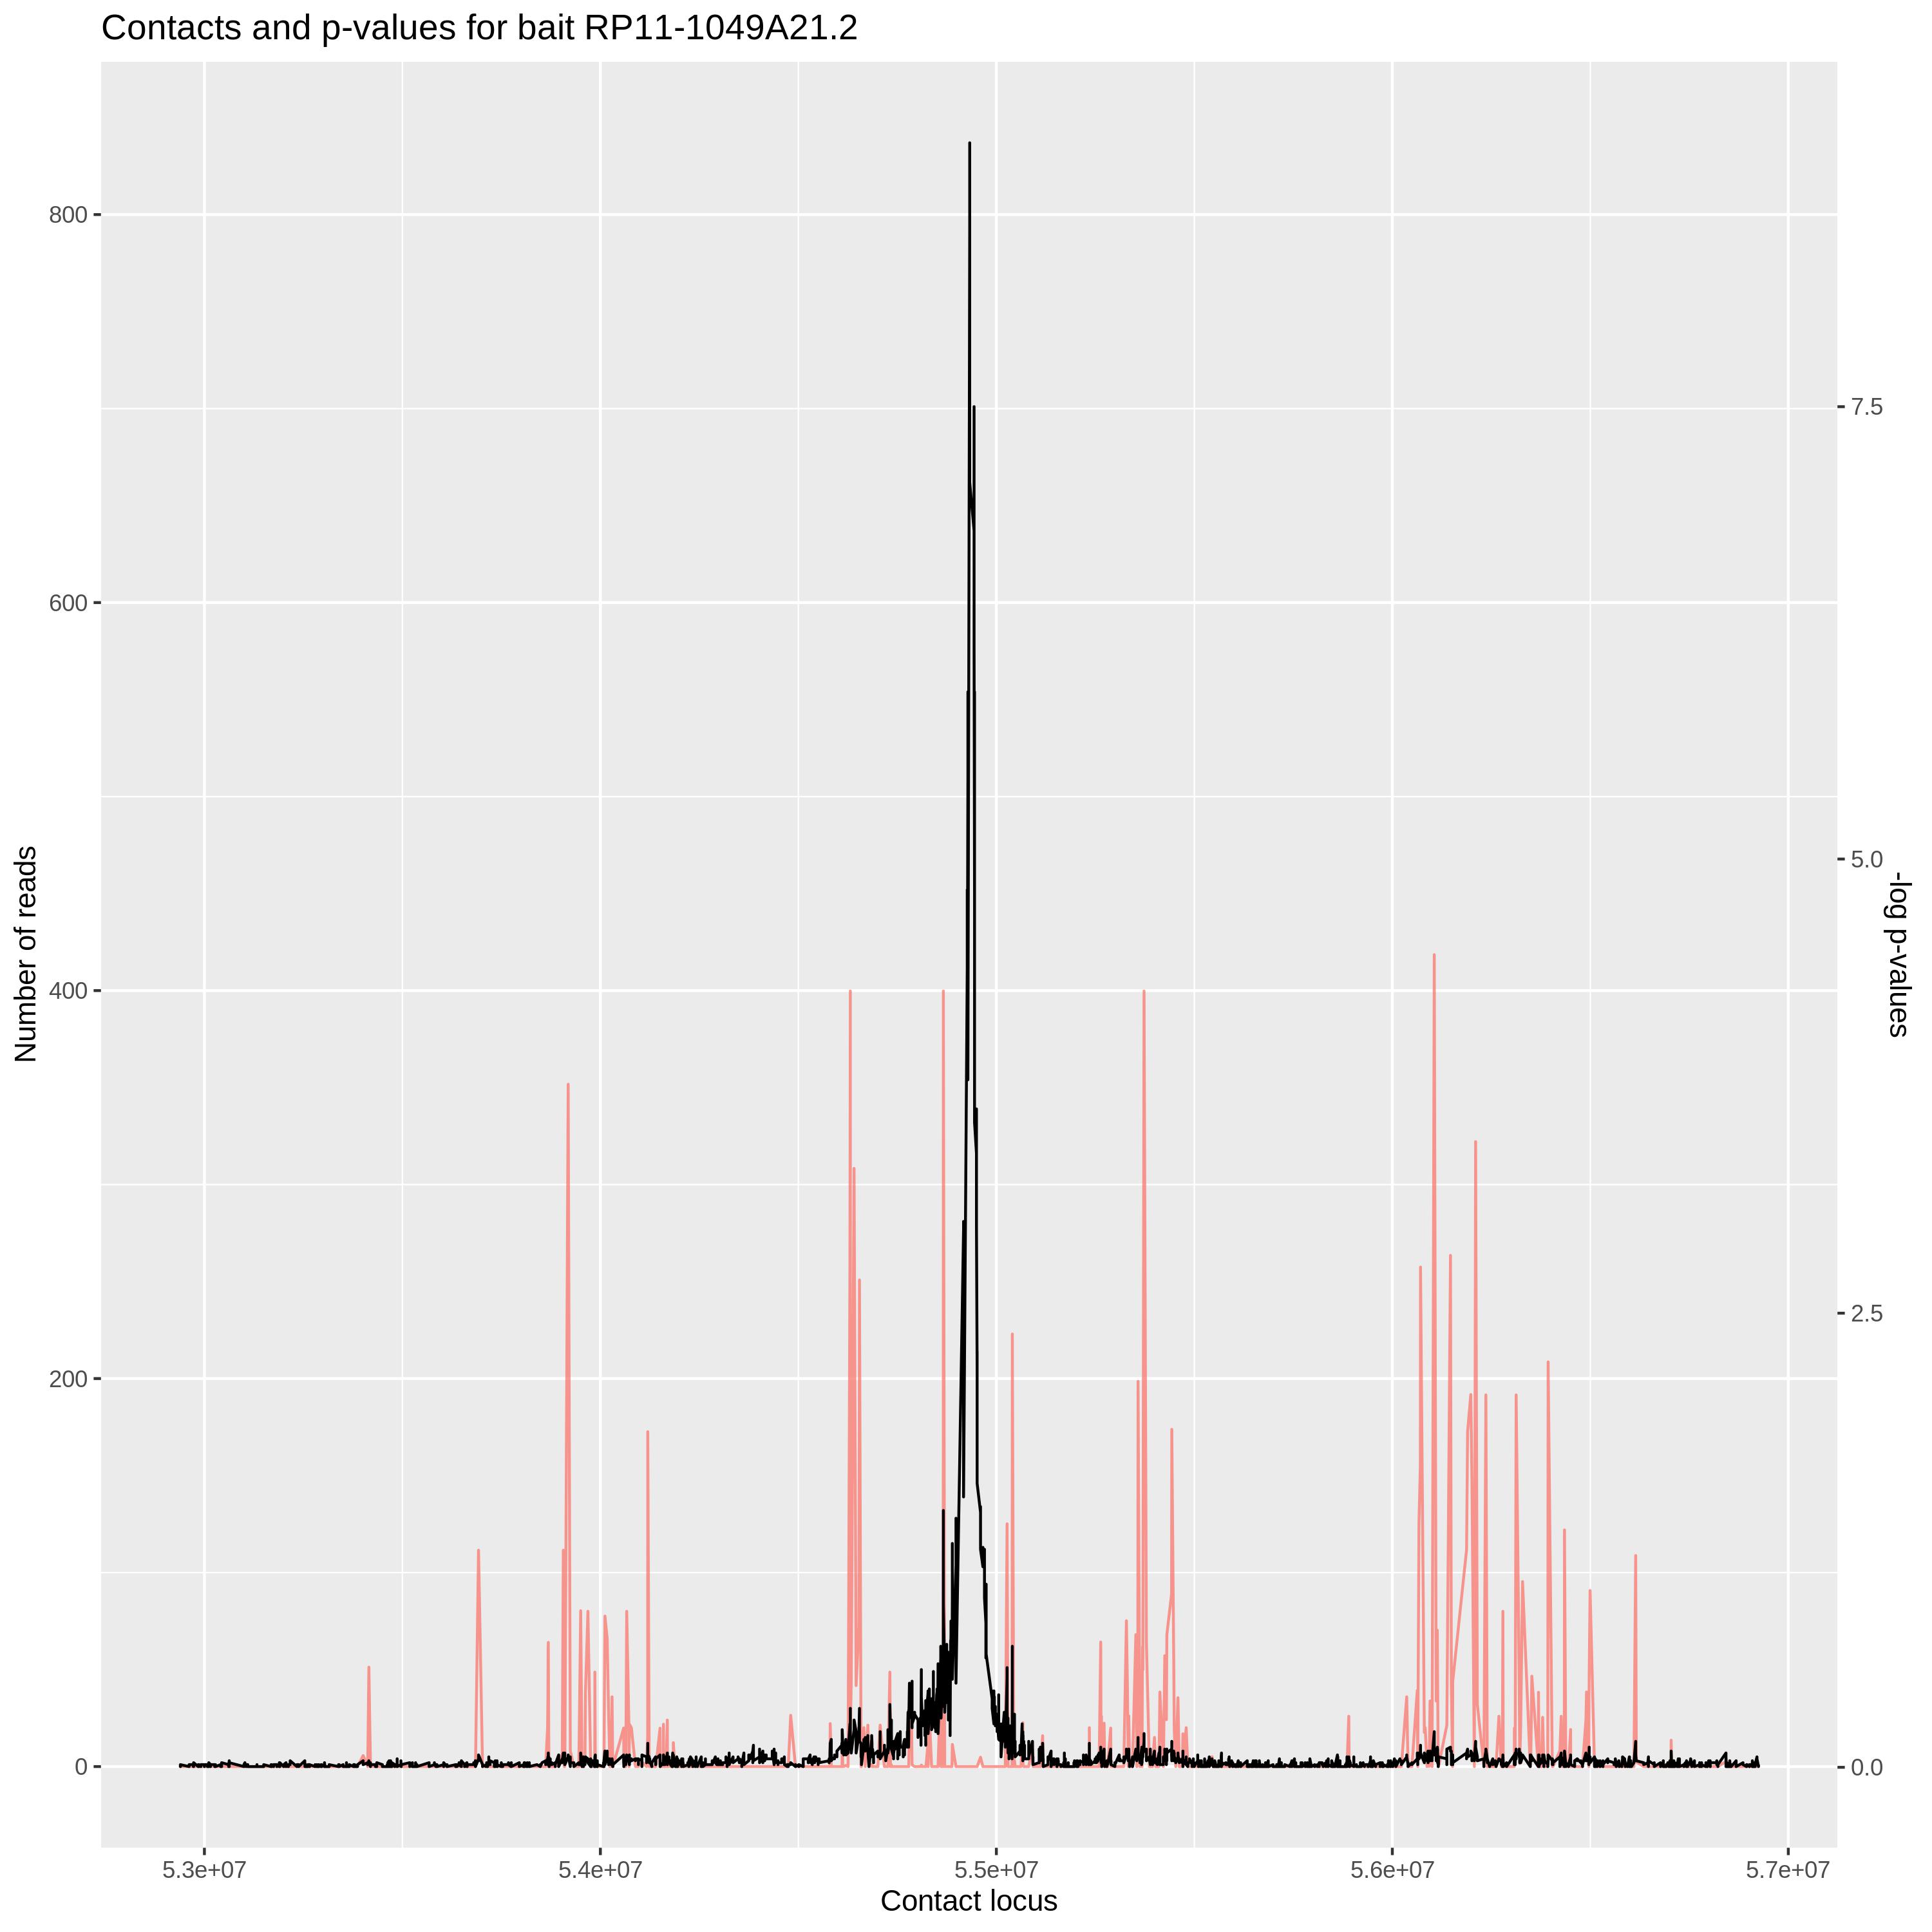 Contacts and p-values for bait RP11-1049A21.2
800
600
400
200
0
Number of reads
7.5
5.0
2.5
0.0
-log p-values
5.3e+07
5.4e+07
5.5e+07
5.6e+07
5.7e+07
Contact locus